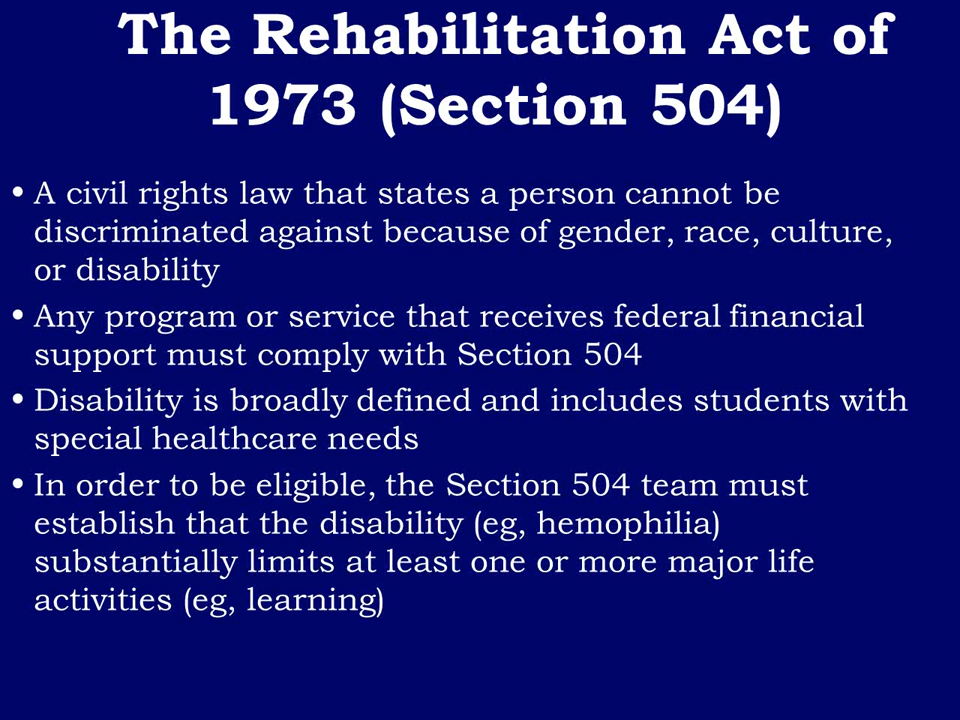 The Rehabilitation Act of
1973 (Section 504)
• A civil rights law that states a person cannot be
discriminated against because of gender, race, culture,
or disability
• Any program or service that receives federal financial
support must comply with Section 504
• Disability is broadly defined and includes students with
special healthcare needs
• In order to be eligible, the Section 504 team must
establish that the disability (eg, hemophilia)
substantially limits at least one or more major life
activities (eg, learning)